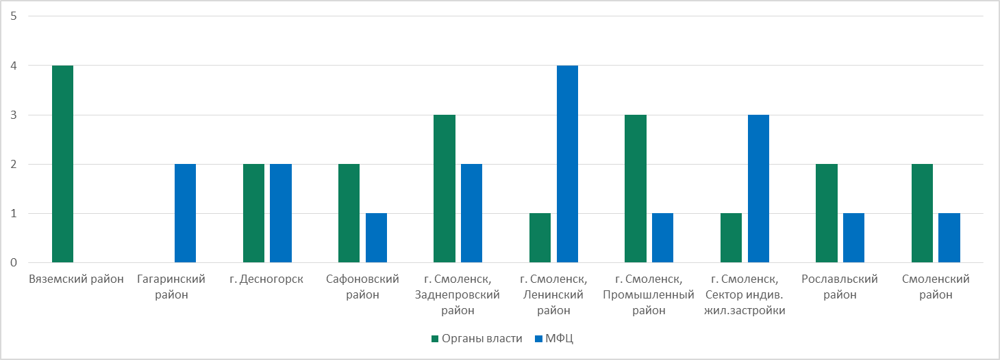 5
4
3
2
1
0
Вяземский район
Гагаринский
район
г. Десногорск
Сафоновский
район
г. Смоленск,
Заднепровский
район
г. Смоленск,
Ленинский
район
г. Смоленск,
Промышленный
район
г. Смоленск,
Сектор индив.
жил.застройки
Рославльский
район
Смоленский
район
Органы власти
МФЦ